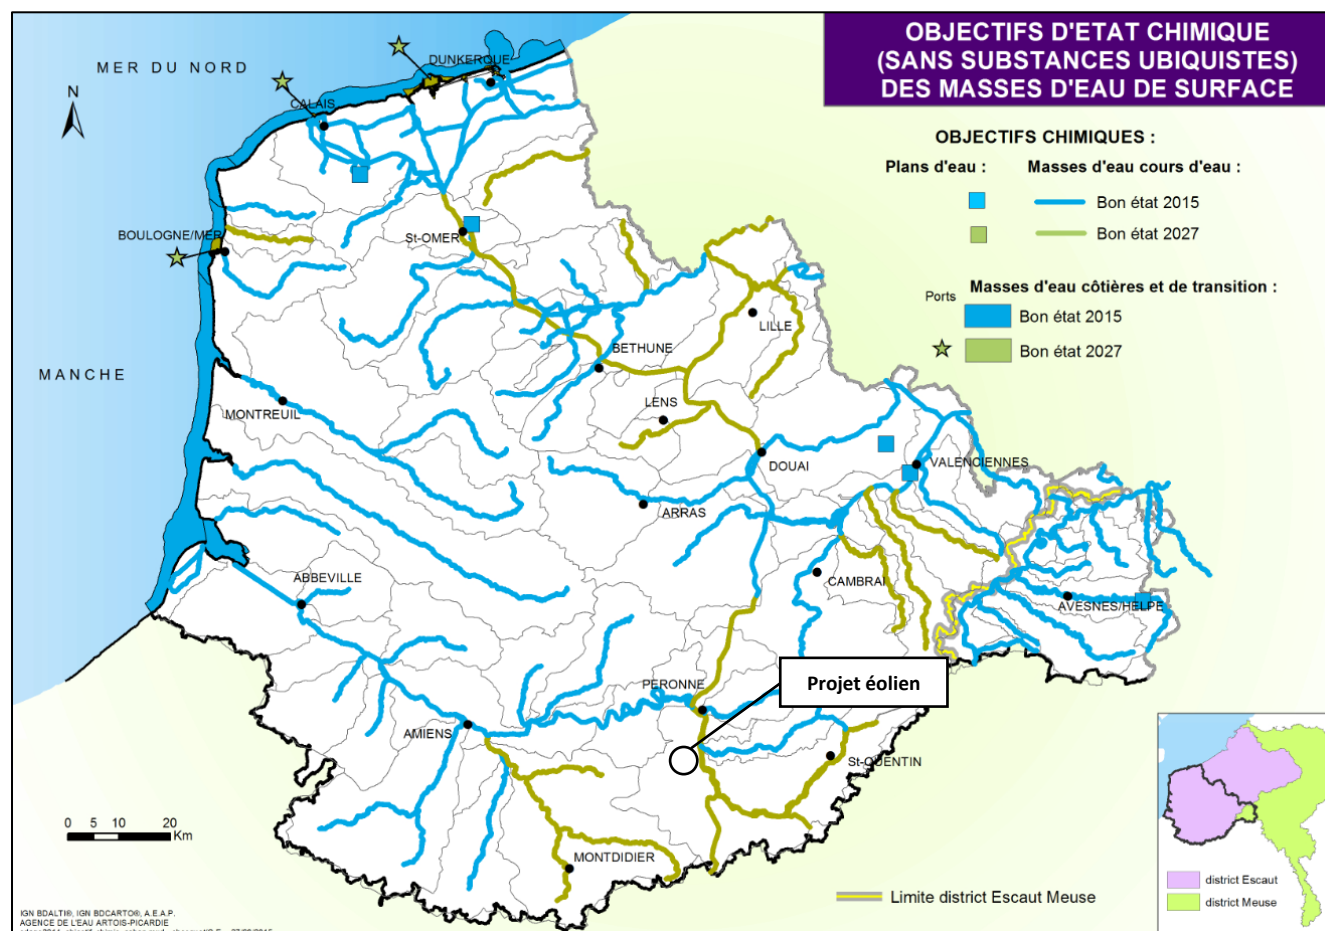 OBJECTIFS D'ETAT CHIMIQUE
(SANS SUBSTANCES UBIQUISTES)
DES MASSES D'EAU DE SURFACE
OBJECTIFS CHIMIQUES :
Plans d'eau :
Masses d'eau cours d'eau :
Bon état 2015
Bon état 2027
Masses d'eau côtières et de transition :
Ports
Bon état 2015
Bon état 2027
MER DU NORD
N
DUNKERQUE
CALAIS
BOULOGNE/MER
St-OMER
LILLE
BETHUNE
MANCHE
LENS
MONTREUIL
DOUAI
VALENCIENNES
ARRAS
CAMBRAI
ABBEVILLE
AVESNES/HELPE
PERONNE
Projet éolien
AMIENS
St-QUENTIN
0 5 10 20
Km
MONTDIDIER
Limite district Escaut Meuse
district Escaut
district Meuse
IGN BDALTI®, IGN BDCARTO®, A.E.A.P.
AGENCE DE L'EAU ARTOIS-PICARDIE